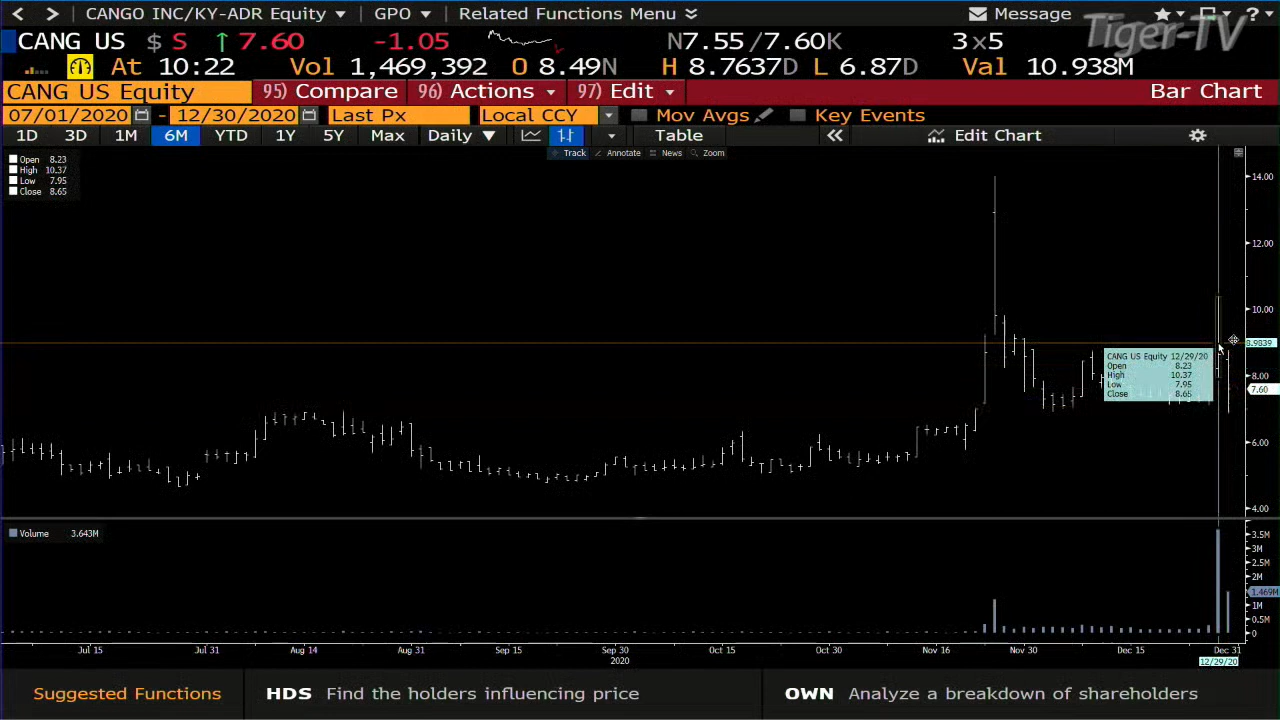 CANGO INC/KY-ADR Equity GPO Related Functions Menu Message ?
Tiger-TV
CANG US $ S ↑ 7.60 -1.05 N7.55/7.60K 3×5
At 10:22 Vol 1,469,392 O 8.49N H 8.7637D L 6.87D Val 10.938M
CANG US Equity 95) Compare 96) Actions 97) Edit Bar Chart
07/01/2020 - 12/30/2020 Last Px Local CCY Mov Avgs Key Events
1D 3D 1M 6M YTD 1Y 5Y Max Daily ▼ Table « Edit Chart
Track Annotate News Zoom
Open 8.23
High 10.37
Low 7.95
Close 8.65
14.00
12.00
10.00
8.9839
CANG US Equity 12/29/20
Open 8.23
High 10.37
Low 7.95
Close 8.65
8.00
7.60
6.00
4.00
Volume 3.643M
3.5M
3M
2.5M
2M
1.469M
1M
0.5M
0
Jul 15 Jul 31 Aug 14 Aug 31 Sep 15 Sep 30 Oct 15 Oct 30 Nov 16 Nov 30 Dec 15 Dec 31
2020 12/29/20
Suggested Functions HDS Find the holders influencing price OWN Analyze a breakdown of shareholders